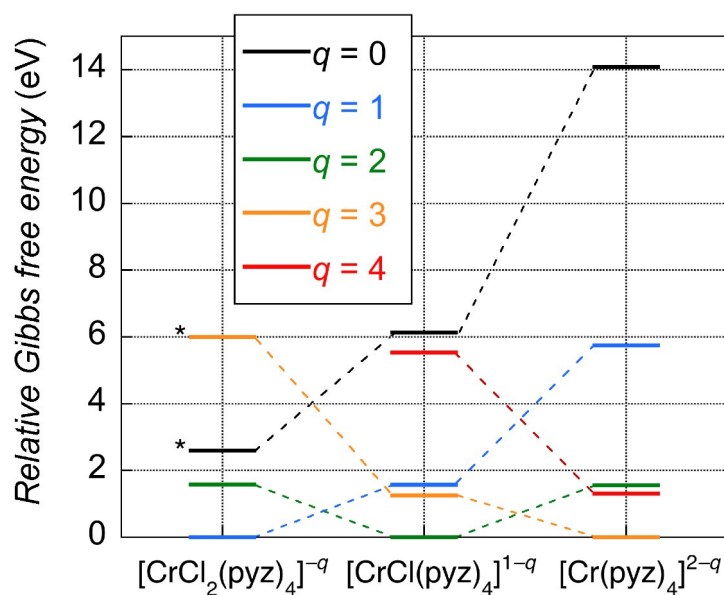 Relative Gibbs free energy (eV)
14
12
10
8
6
4
2
0
q = 0
q = 1
q = 2
q = 3
q = 4
*
*
[CrCl₂(pyz)₄]⁻q [CrCl(pyz)₄]¹⁻q [Cr(pyz)₄]²⁻q